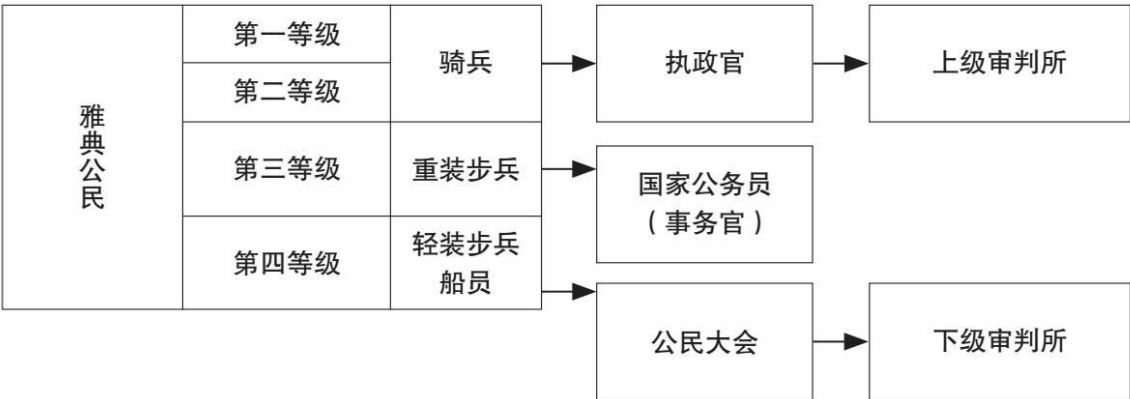 雅典公民
第一等级
第二等级
骑兵
执政官
上级审判所
第三等级
重装步兵
国家公务员
（事务官）
第四等级
轻装步兵
船员
公民大会
下级审判所